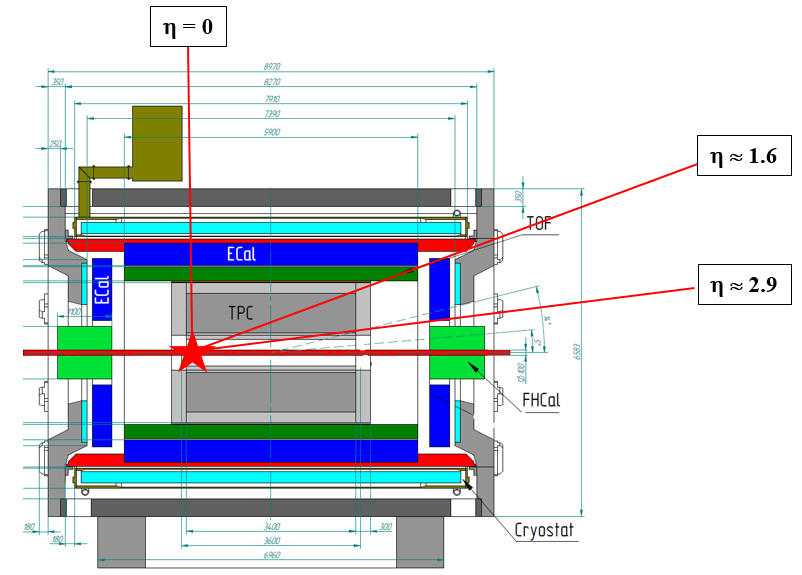 η = 0
8970
350
8270
7910
7390
250
5900
η ≈ 1.6
350
TOF
ECal
ECal
TPC
η ≈ 2.9
1100
6583
FHCal
Cryostat
180
3400
300
180
3600
6960